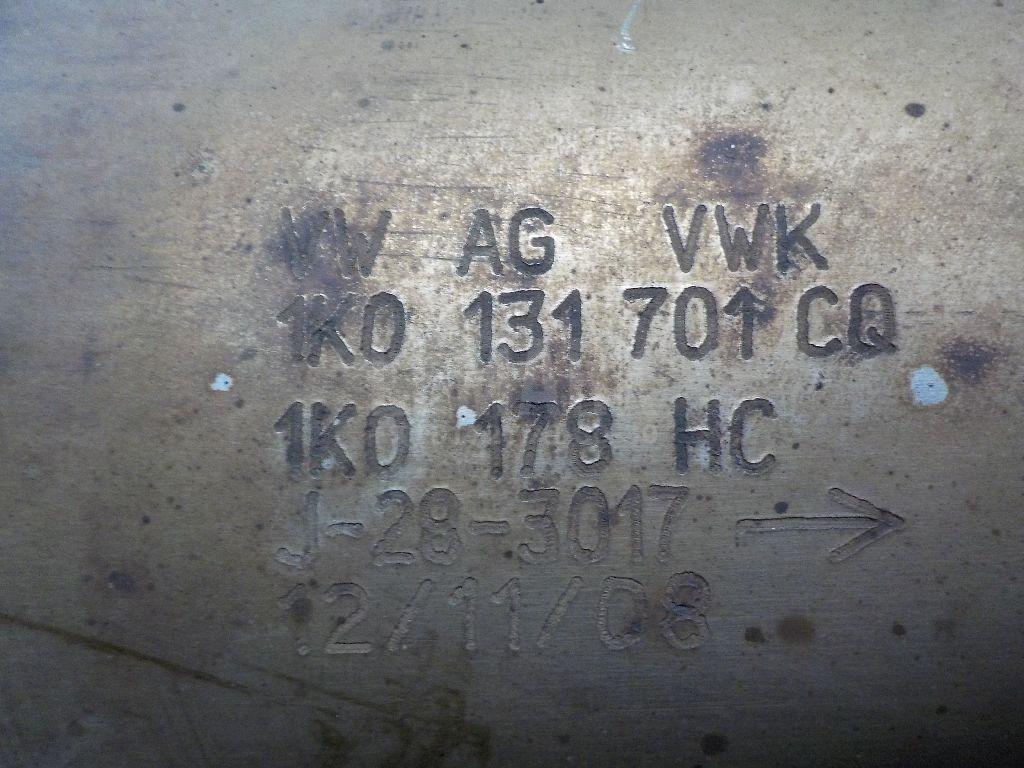 VW AG VWK
1K0 131 701 CQ
1K0 178 HC
J-28-3017 →
12/11/08